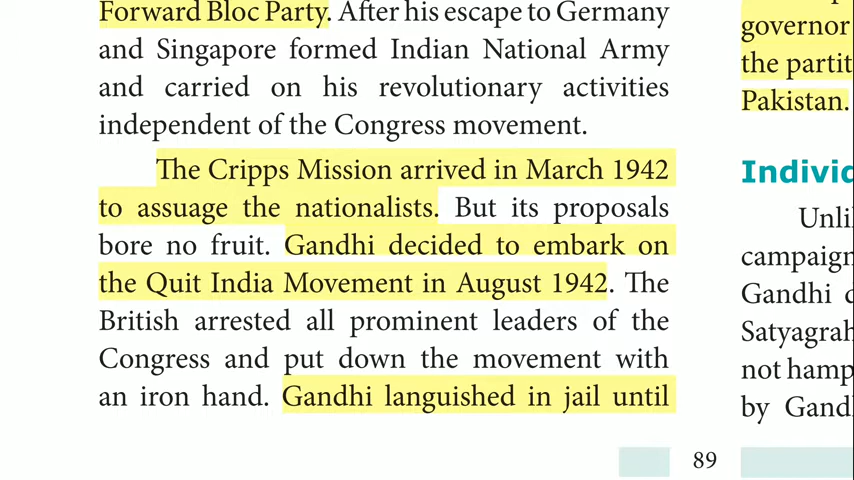 Forward Bloc Party. After his escape to Germany
and Singapore formed Indian National Army
and carried on his revolutionary activities
independent of the Congress movement.
The Cripps Mission arrived in March 1942
to assuage the nationalists. But its proposals
bore no fruit. Gandhi decided to embark on
the Quit India Movement in August 1942. The
British arrested all prominent leaders of the
Congress and put down the movement with
an iron hand. Gandhi languished in jail until
governor
the partit
Pakistan.
Individ
Unli
campaign
Gandhi
Satyagrah
not hamp
by Gand
89